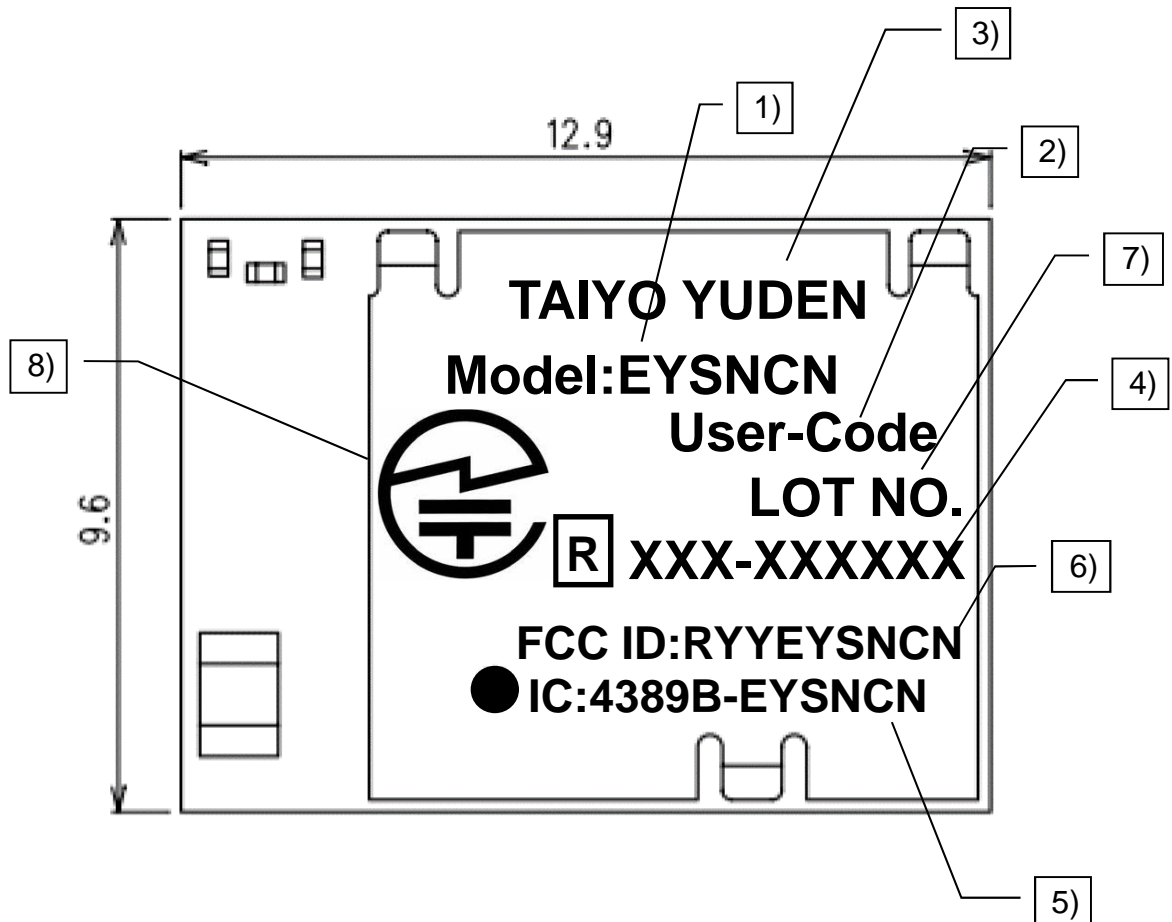 3)
1)
12.9
2)
TAIYO YUDEN
7)
Model:EYSNCN
8)
4)
User-Code
LOT NO.
9.6
R XXX-XXXXXX
6)
FCC ID:RYYEYSNCN
IC:4389B-EYSNCN
5)